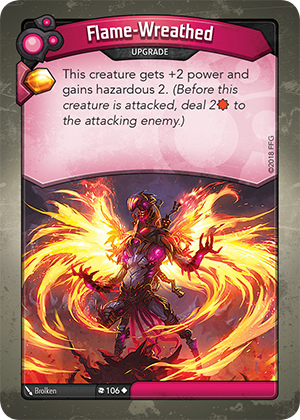 Flame-Wreathed
UPGRADE
This creature gets +2 power and
gains hazardous 2. (Before this
creature is attacked, deal 2 to
the attacking enemy.)
©2018 FFG
Brolken
106